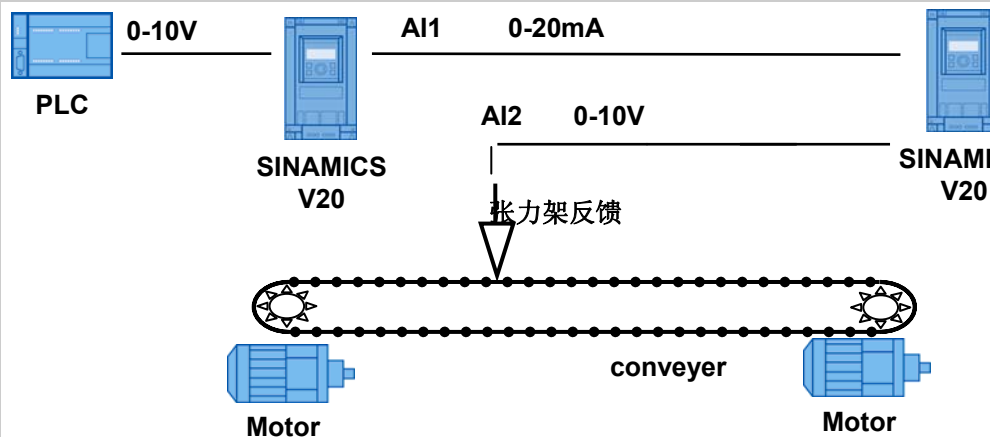 0-10V
AI1 0-20mA
PLC
AI2 0-10V
SINAMICS
V20
SINAMI
V20
张力架反馈
conveyer
Motor
Motor